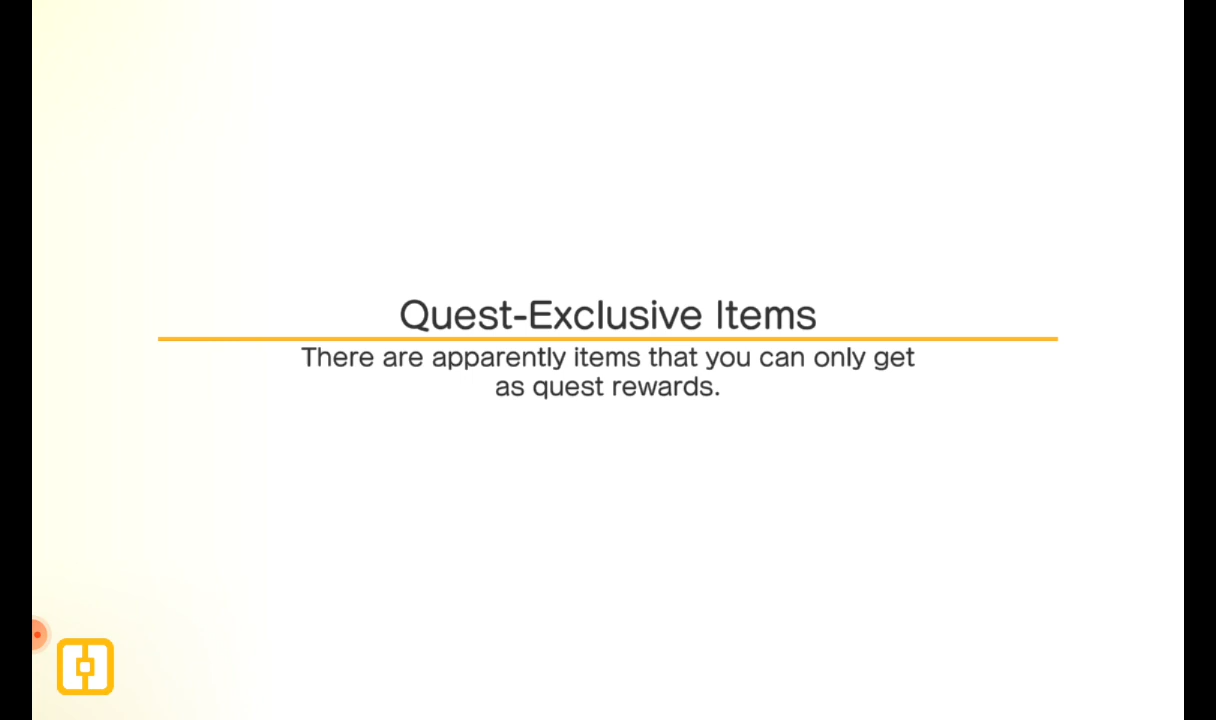 Quest-Exclusive Items
There are apparently items that you can only get
as quest rewards.